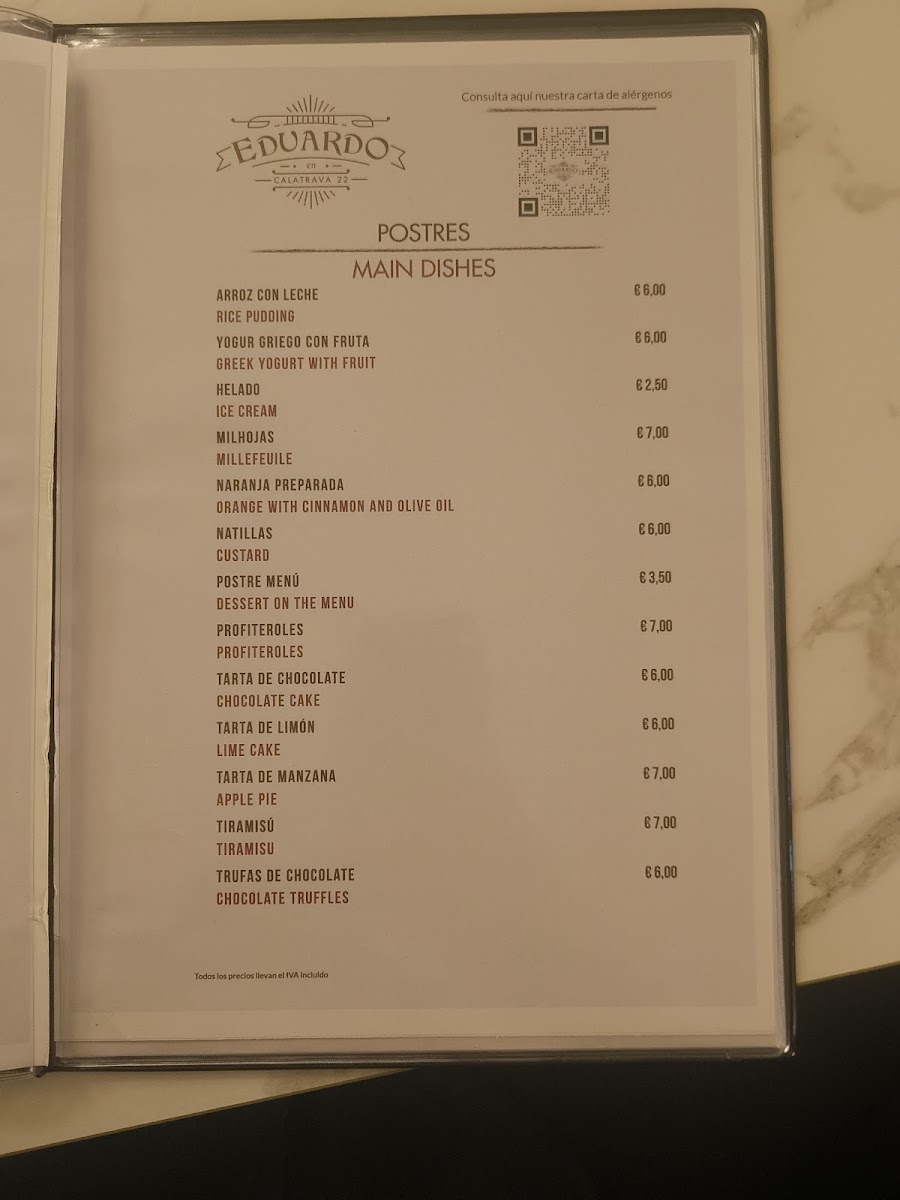 EDUARDO
en
CALATRAVA 22
Consulta aquí nuestra carta de alérgenos
POSTRES
MAIN DISHES
ARROZ CON LECHE € 6,00
RICE PUDDING
YOGUR GRIEGO CON FRUTA € 6,00
GREEK YOGURT WITH FRUIT
HELADO € 2,50
ICE CREAM
MILHOJAS € 7,00
MILLEFEUILE
NARANJA PREPARADA € 6,00
ORANGE WITH CINNAMON AND OLIVE OIL
NATILLAS € 6,00
CUSTARD
POSTRE MENÚ € 3,50
DESSERT ON THE MENU
PROFITEROLES € 7,00
PROFITEROLES
TARTA DE CHOCOLATE € 6,00
CHOCOLATE CAKE
TARTA DE LIMÓN € 6,00
LIME CAKE
TARTA DE MANZANA € 7,00
APPLE PIE
TIRAMISÚ € 7,00
TIRAMISU
TRUFAS DE CHOCOLATE € 6,00
CHOCOLATE TRUFFLES
Todos los precios llevan el IVA incluido